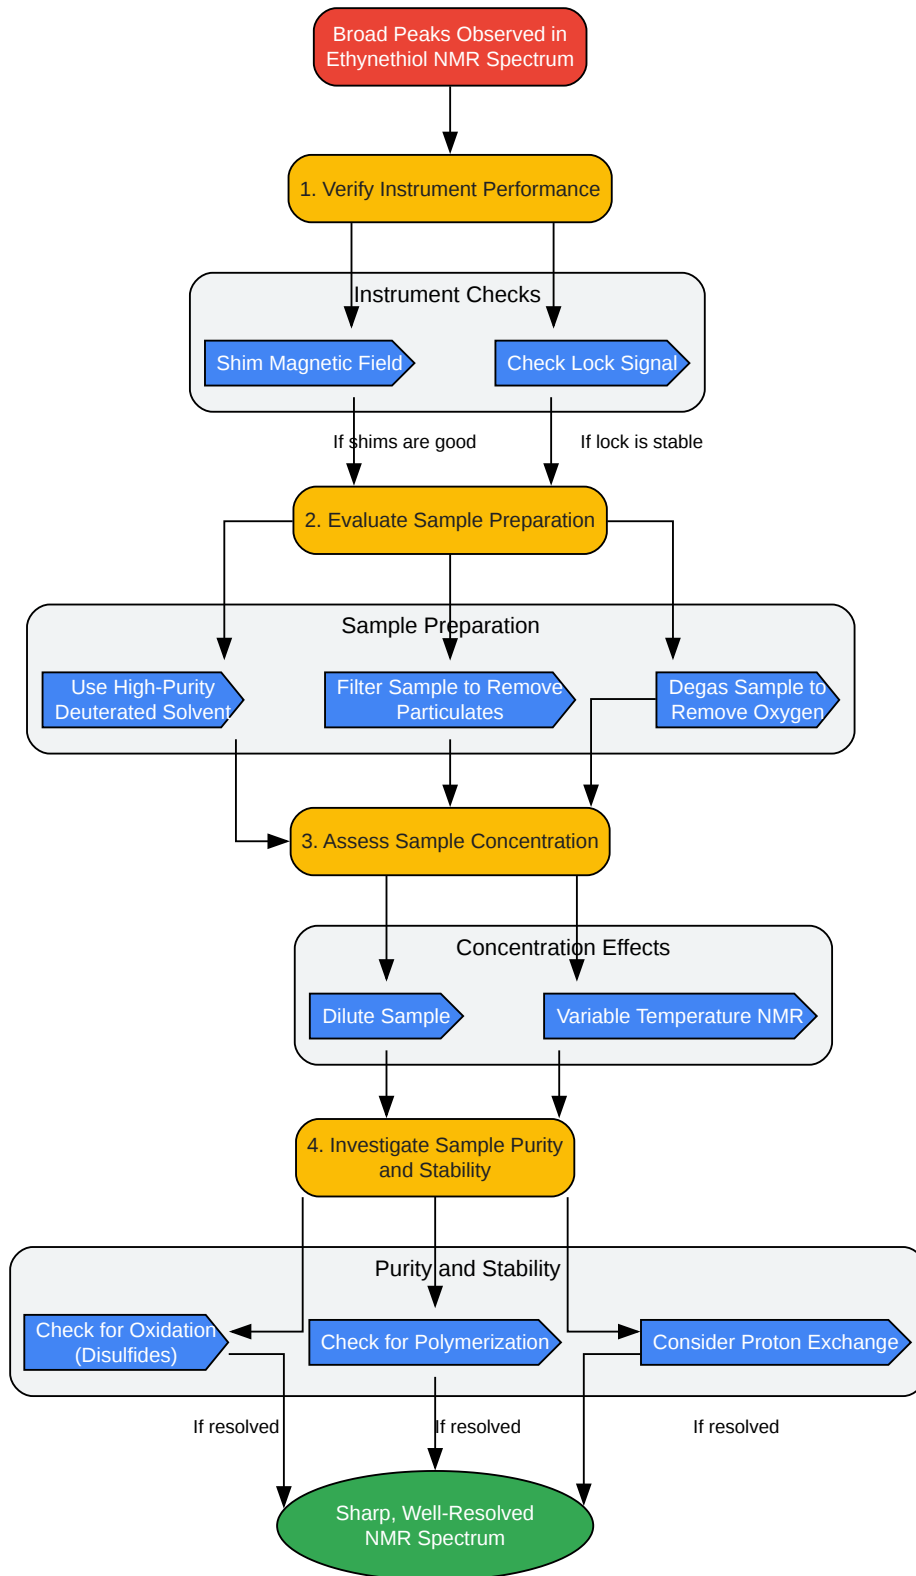 Broad Peaks Observed in
Ethynethiol NMR Spectrum
1. Verify Instrument Performance
Instrument Checks
Shim Magnetic Field
Check Lock Signal
If shims are good
If lock is stable
2. Evaluate Sample Preparation
Sample Preparation
Use High-Purity
Deuterated Solvent
Filter Sample to Remove
Particulates
Degas Sample to
Remove Oxygen
3. Assess Sample Concentration
Concentration Effects
Dilute Sample
Variable Temperature NMR
4. Investigate Sample Purity
and Stability
Purity and Stability
Check for Oxidation
(Disulfides)
Check for Polymerization
Consider Proton Exchange
If resolved
If resolved
If resolved
Sharp, Well-Resolved
NMR Spectrum